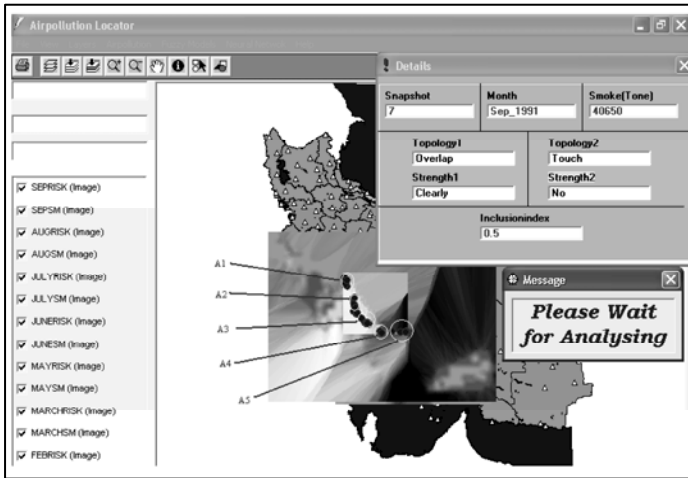 Airpollution Locator
Details
Snapshot
Month
Smoke(Tone)
7
Sep_1991
40650
Topology1
Topology2
Overlap
Touch
Strength1
Strength2
Clearly
No
Inclusionindex
0.5
SEPRISK (Image)
SEPSM (Image)
AUGRISK (Image)
AUGSM (Image)
JULYRISK (Image)
JULYSM (Image)
JUNERISK (Image)
JUNESM (Image)
MAYRISK (Image)
MAYSM (Image)
MARCHRISK (Image)
MARCHSM (Image)
FEBRISK (Image)
A1
A2
A3
A4
A5
Message
Please Wait
for Analysing